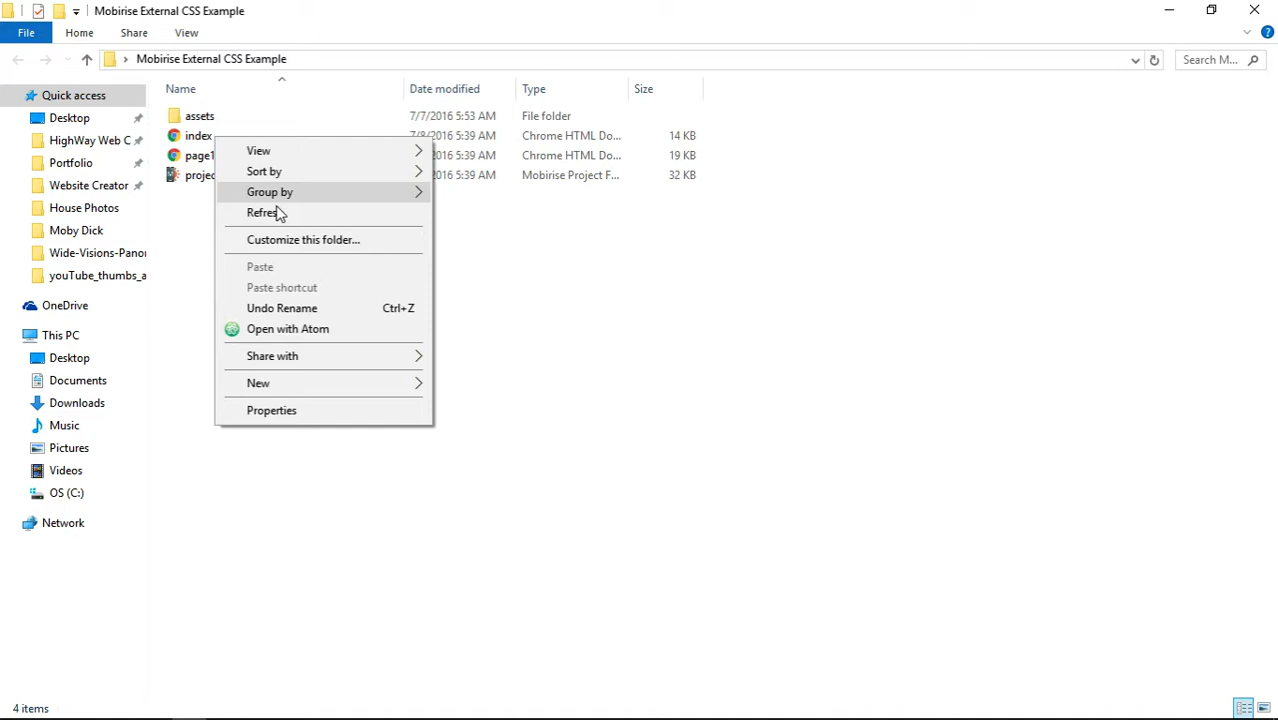 Mobirise External CSS Example
File Home Share View
Mobirise External CSS Example Search M...
Name Date modified Type Size
Quick access
Desktop
HighWay Web C
Portfolio
Website Creator
House Photos
Moby Dick
Wide-Visions-Panor
youTube_thumbs_a
OneDrive
This PC
Desktop
Documents
Downloads
Music
Pictures
Videos
OS (C:)
Network
assets 7/7/2016 5:53 AM File folder
index 7/8/2016 5:39 AM Chrome HTML Do... 14 KB
page1 2016 5:39 AM Chrome HTML Do... 19 KB
projec 2016 5:39 AM Mobirise Project F... 32 KB
View
Sort by
Group by
Refres
Customize this folder...
Paste
Paste shortcut
Undo Rename Ctrl+Z
Open with Atom
Share with
New
Properties
4 items